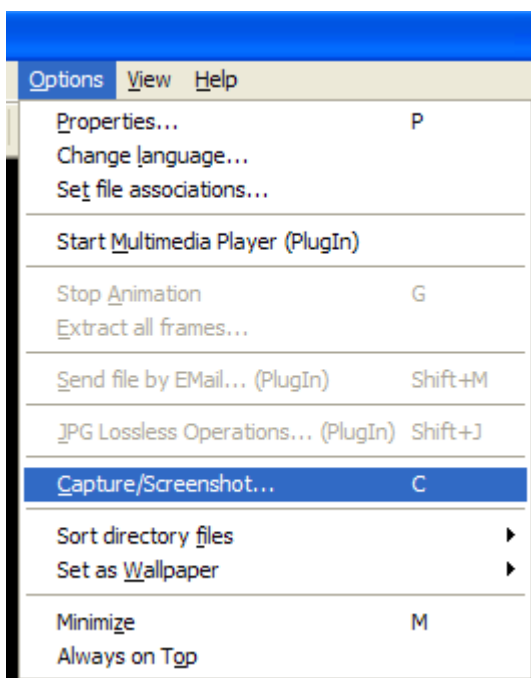 Options View Help
Properties... P
Change language...
Set file associations...
Start Multimedia Player (PlugIn)
Stop Animation G
Extract all frames...
Send file by EMail... (PlugIn) Shift+M
JPG Lossless Operations... (PlugIn) Shift+J
Capture/Screenshot... C
Sort directory files
Set as Wallpaper
Minimize M
Always on Top